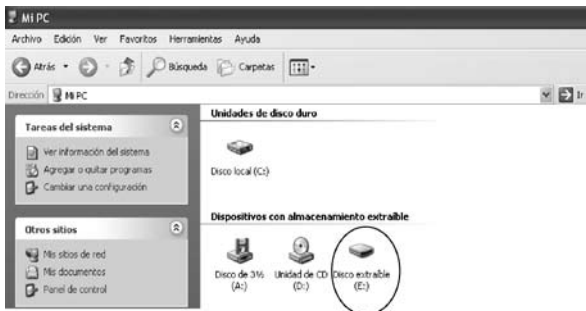 Mi PC
Archivo Edición Ver Favoritos Herramientas Ayuda
Atrás Búsqueda Carpetas
Dirección Mi PC Ir
Unidades de disco duro
Tareas del sistema
Ver información del sistema
Agregar o quitar programas
Cambiar una configuración
Disco local (C:)
Dispositivos con almacenamiento extraíble
Otros sitios
Mis sitios de red
Mis documentos
Panel de control
Disco de 3½ (A:)
Unidad de CD (D:)
Disco extraíble (E:)